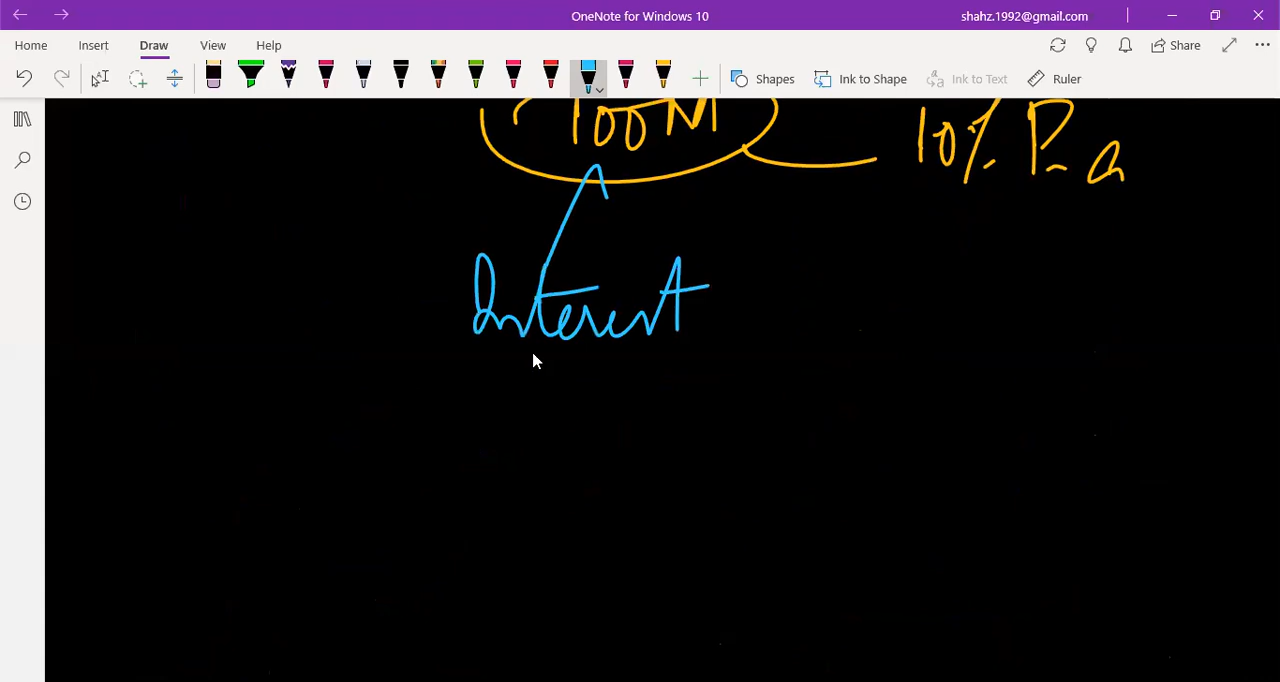 OneNote for Windows 10
shahz.1992@gmail.com
Home Insert Draw View Help
Share
Shapes
Ink to Shape
Ink to Text
Ruler
100M
10% P.a
Interest